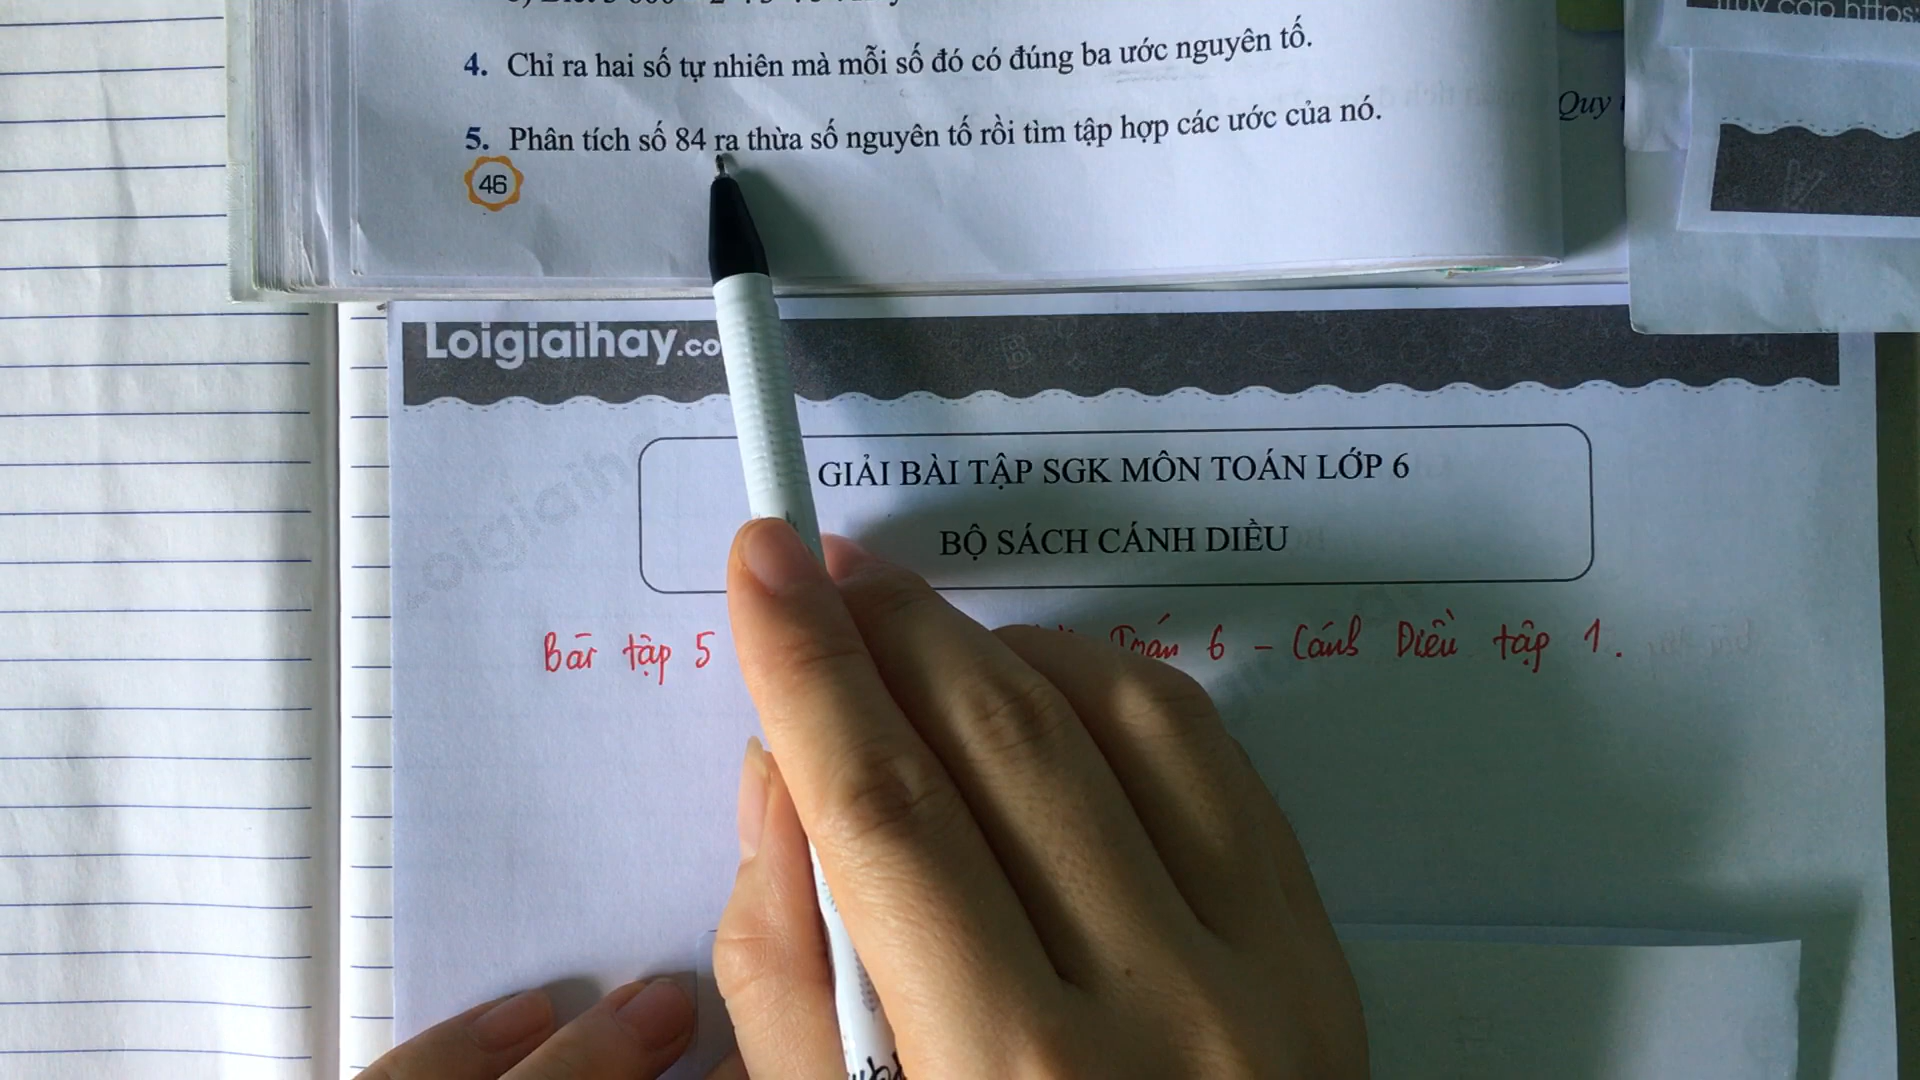 4. Chỉ ra hai số tự nhiên mà mỗi số đó có đúng ba ước nguyên tố.
5. Phân tích số 84 ra thừa số nguyên tố rồi tìm tập hợp các ước của nó.
46
Quy
Truy cập https:
Loigiaihay.co
GIẢI BÀI TẬP SGK MÔN TOÁN LỚP 6
BỘ SÁCH CÁNH DIỀU
Bài tập 5 Toán 6 - Cánh Diều tập 1.